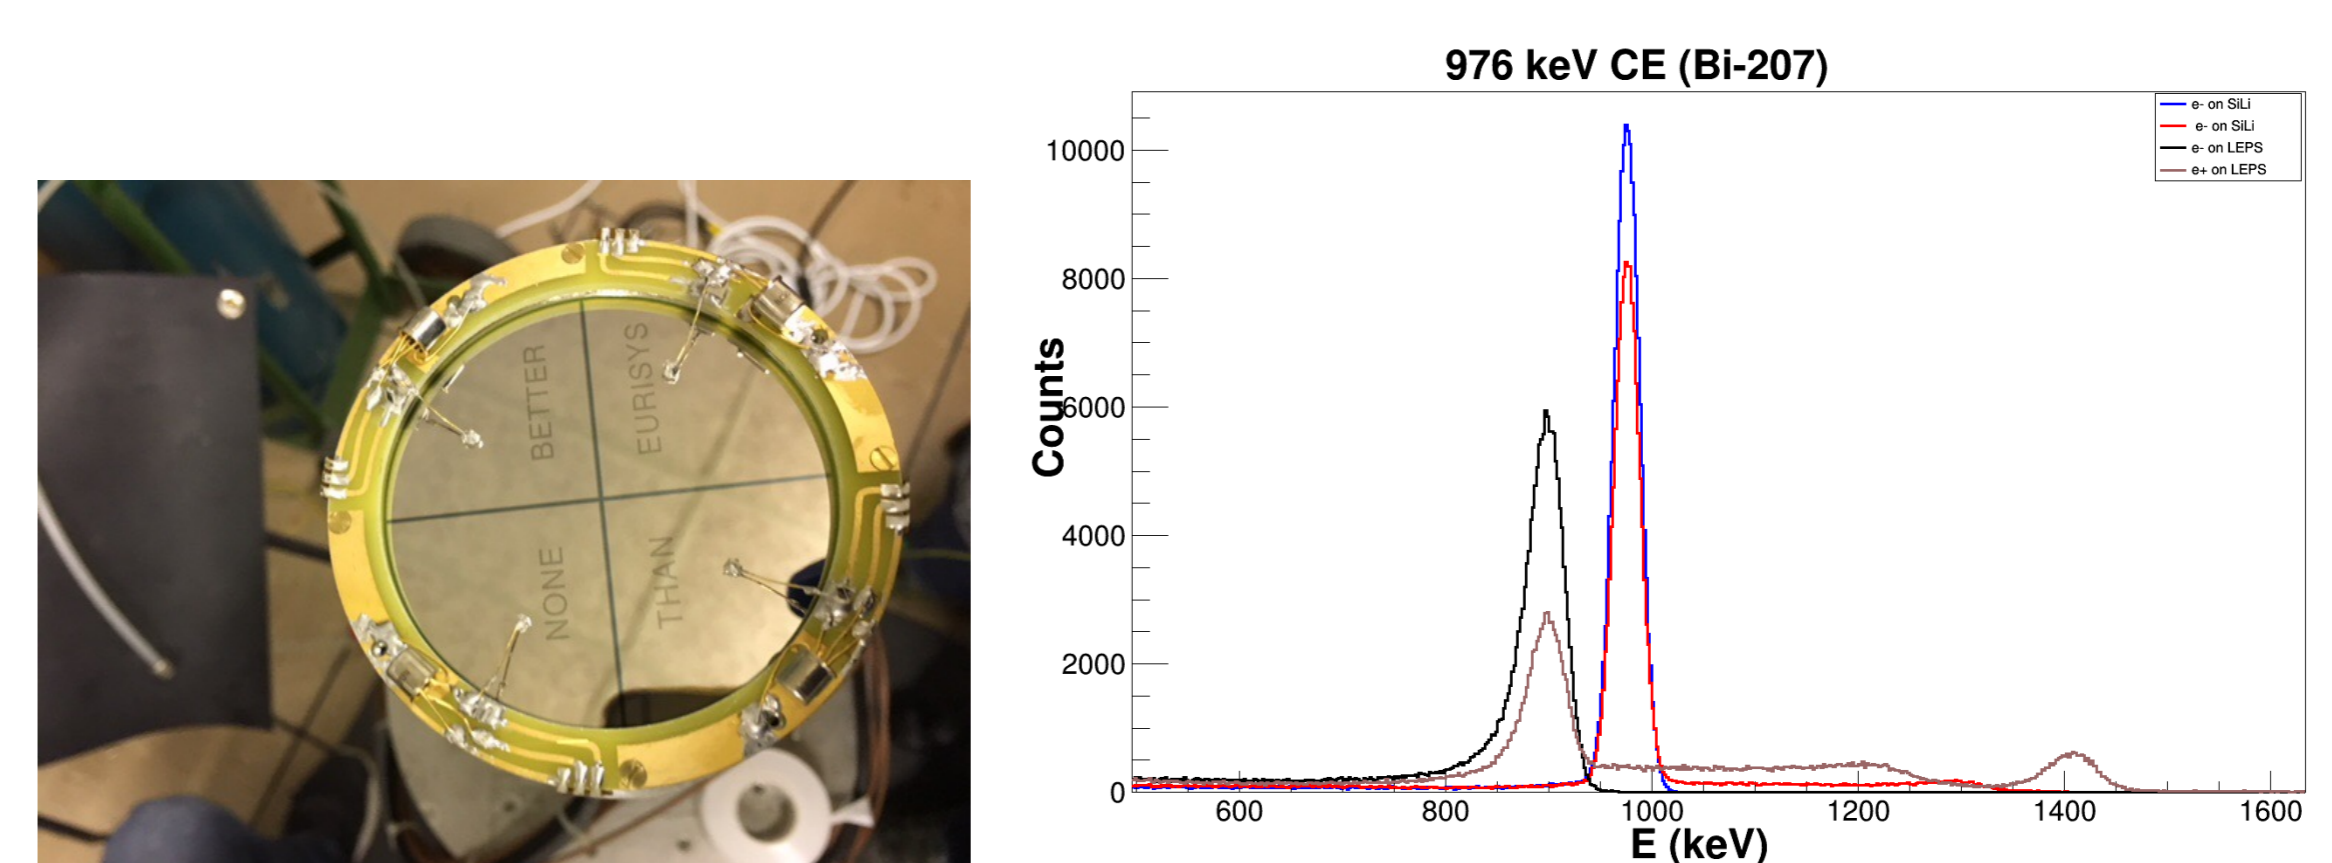 BETTER
EURISYS
NONE
THAN
976 keV CE (Bi-207)
e- on SiLi
e- on SiLi
e- on LEPS
e+ on LEPS
Counts
10000
8000
6000
4000
2000
0
600
800
1000
1200
1400
1600
E (keV)